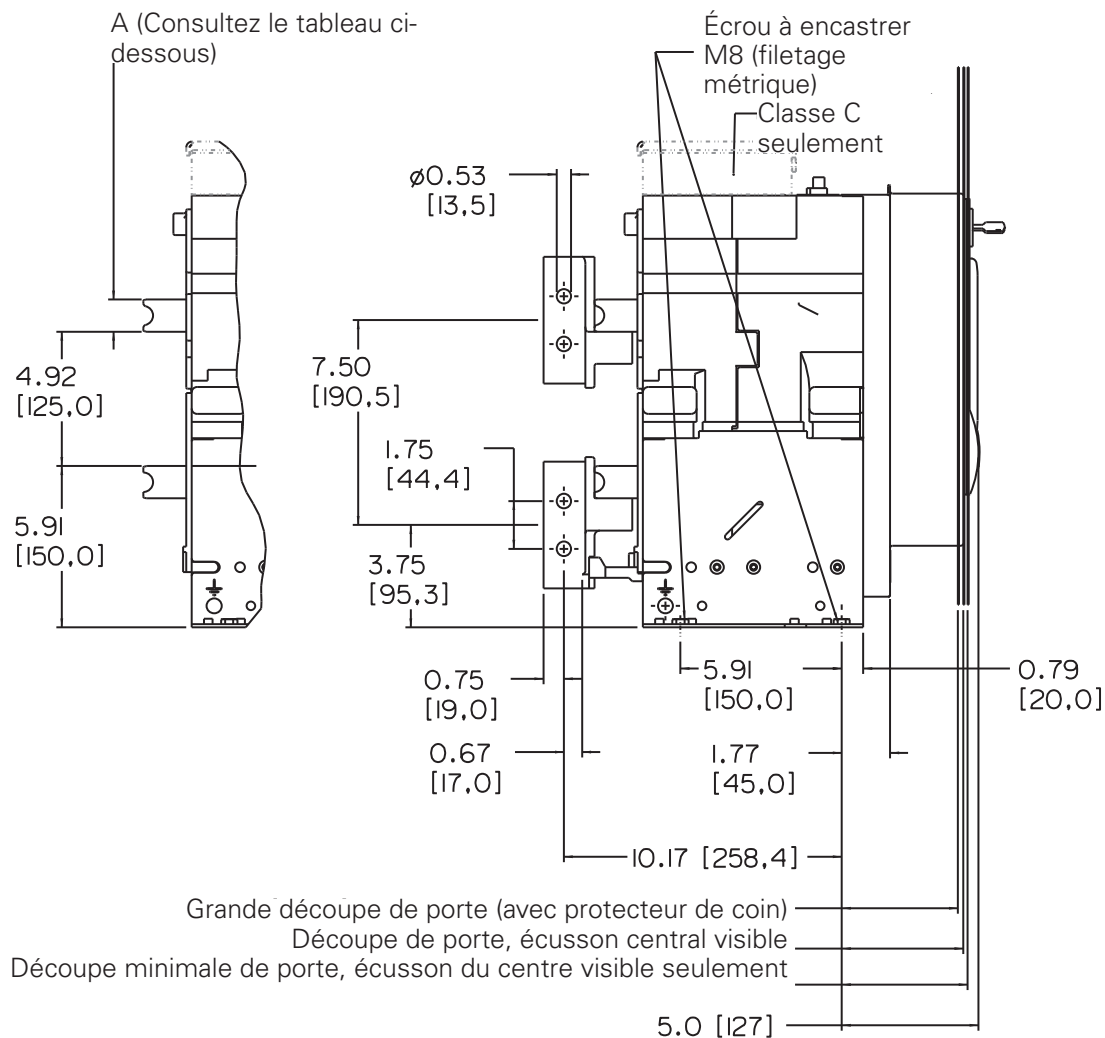 A (Consultez le tableau ci-
dessous)
Écrou à encastrer
M8 (filetage
métrique)
Classe C
seulement
ø0.53
[13,5]
4.92
[125,0]
7.50
[190,5]
1.75
[44,4]
5.91
[150,0]
3.75
[95,3]
0.75
[19,0]
5.91
[150,0]
0.79
[20,0]
0.67
[17,0]
1.77
[45,0]
10.17 [258,4]
Grande découpe de porte (avec protecteur de coin)
Découpe de porte, écusson central visible
Découpe minimale de porte, écusson du centre visible seulement
5.0 [127]